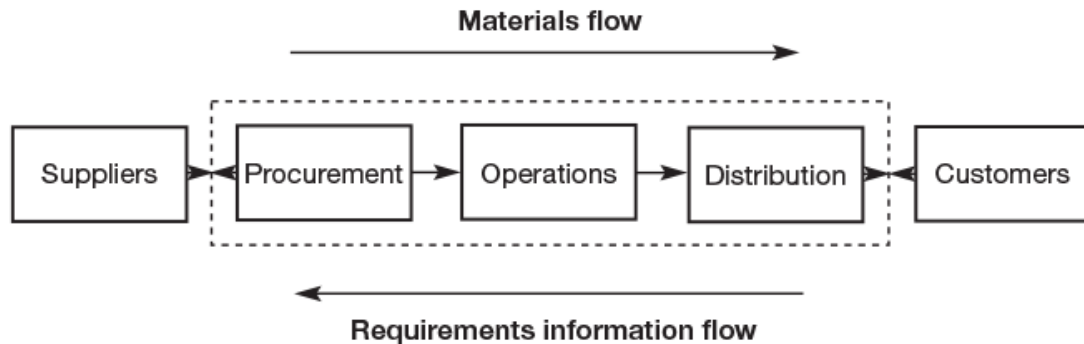 Materials flow
Suppliers
Procurement
Operations
Distribution
Customers
Requirements information flow